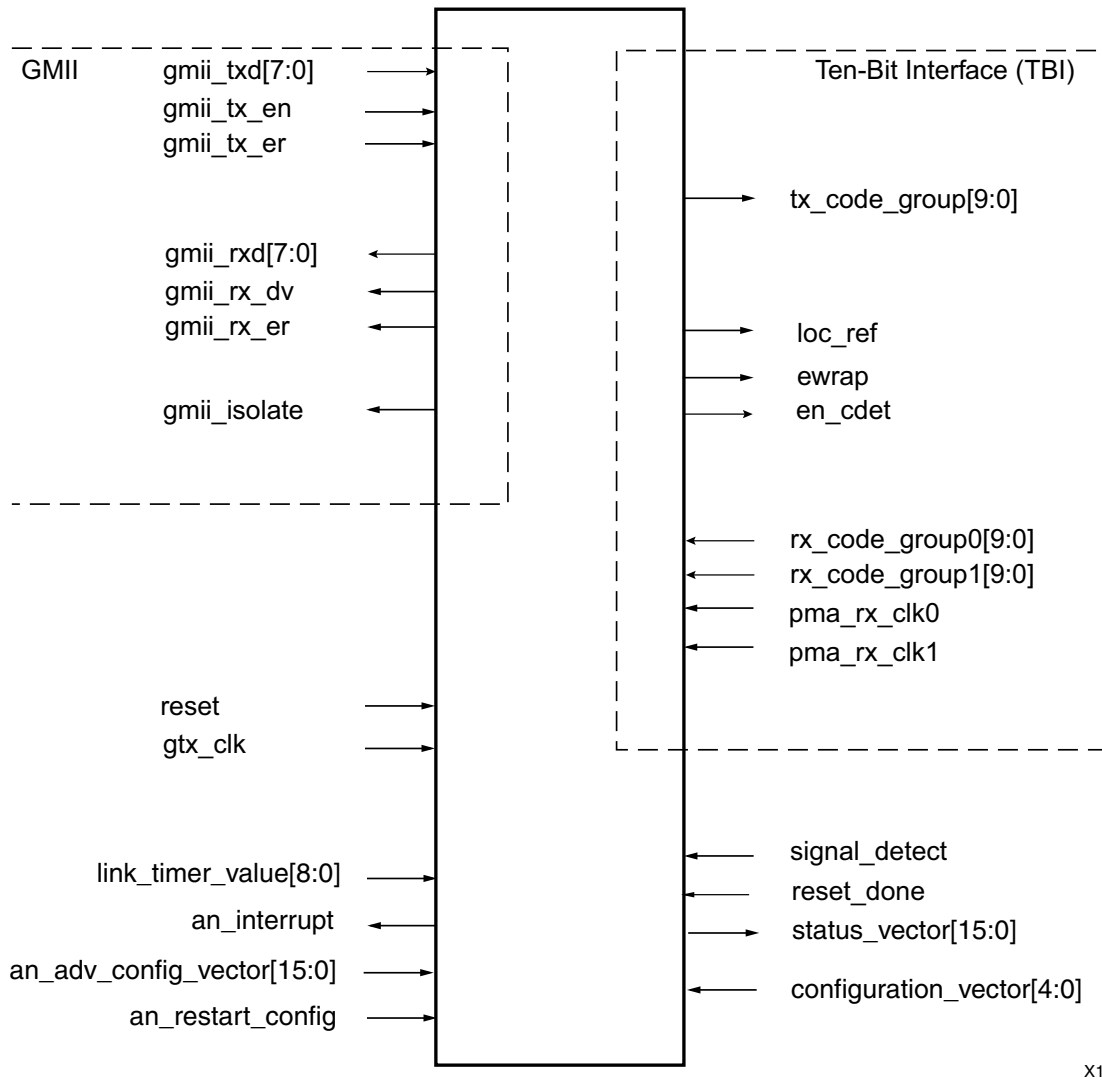 GMII
gmii_txd[7:0]
gmii_tx_en
gmii_tx_er
gmii_rxd[7:0]
gmii_rx_dv
gmii_rx_er
gmii_isolate
reset
gtx_clk
link_timer_value[8:0]
an_interrupt
an_adv_config_vector[15:0]
an_restart_config
Ten-Bit Interface (TBI)
tx_code_group[9:0]
loc_ref
ewrap
en_cdet
rx_code_group0[9:0]
rx_code_group1[9:0]
pma_rx_clk0
pma_rx_clk1
signal_detect
reset_done
status_vector[15:0]
configuration_vector[4:0]
X1